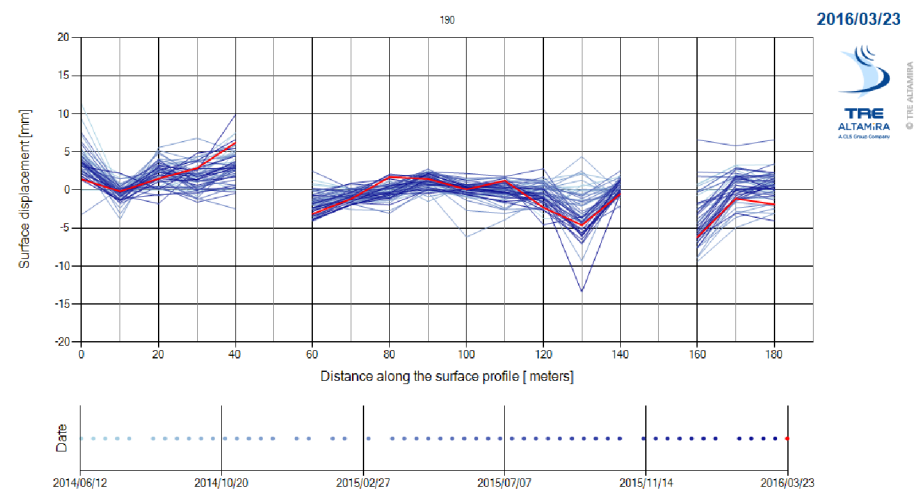 190
2016/03/23
TRE
ALTAMiRA
A CLS Group Company
© TRE ALTAMIRA
Surface displacement [mm]
20
15
10
5
0
-5
-10
-15
-20
0 20 40 60 80 100 120 140 160 180
Distance along the surface profile [ meters]
Date
2014/06/12 2014/10/20 2015/02/27 2015/07/07 2015/11/14 2016/03/23